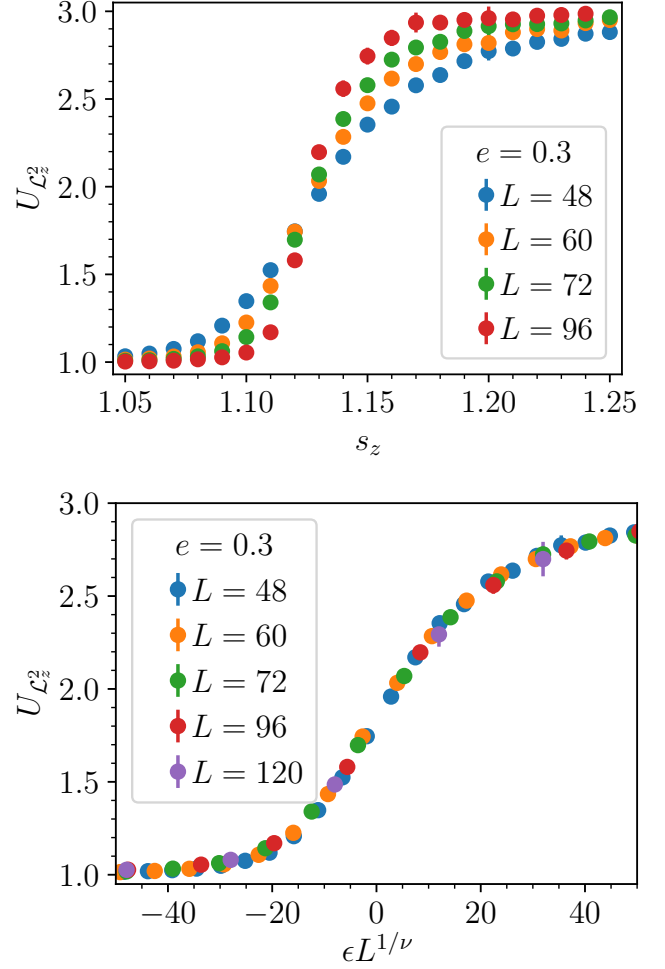 3.0
2.5
2.0
1.5
1.0
U_{\mathcal{L}_z^2}
e = 0.3
L = 48
L = 60
L = 72
L = 96
1.05 1.10 1.15 1.20 1.25
s_z
3.0
2.5
2.0
1.5
1.0
U_{\mathcal{L}_z^2}
e = 0.3
L = 48
L = 60
L = 72
L = 96
L = 120
−40 −20 0 20 40
ϵL^{1/ν}